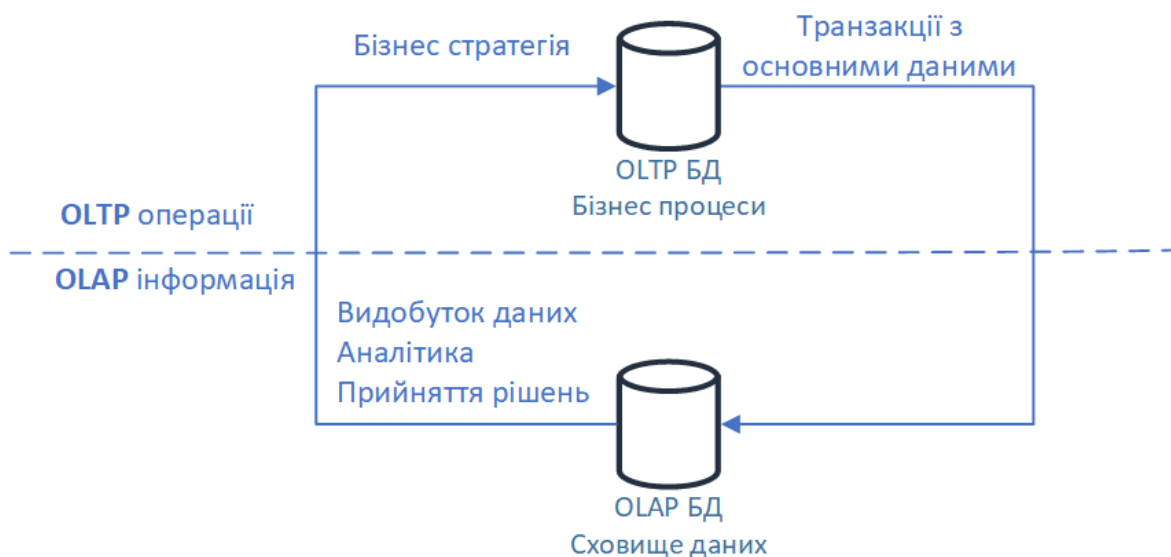 Бізнес стратегія
Транзакції з
основними даними
OLTP БД
Бізнес процеси
OLTP операції
OLAP інформація
Видобуток даних
Аналітика
Прийняття рішень
OLAP БД
Сховище даних